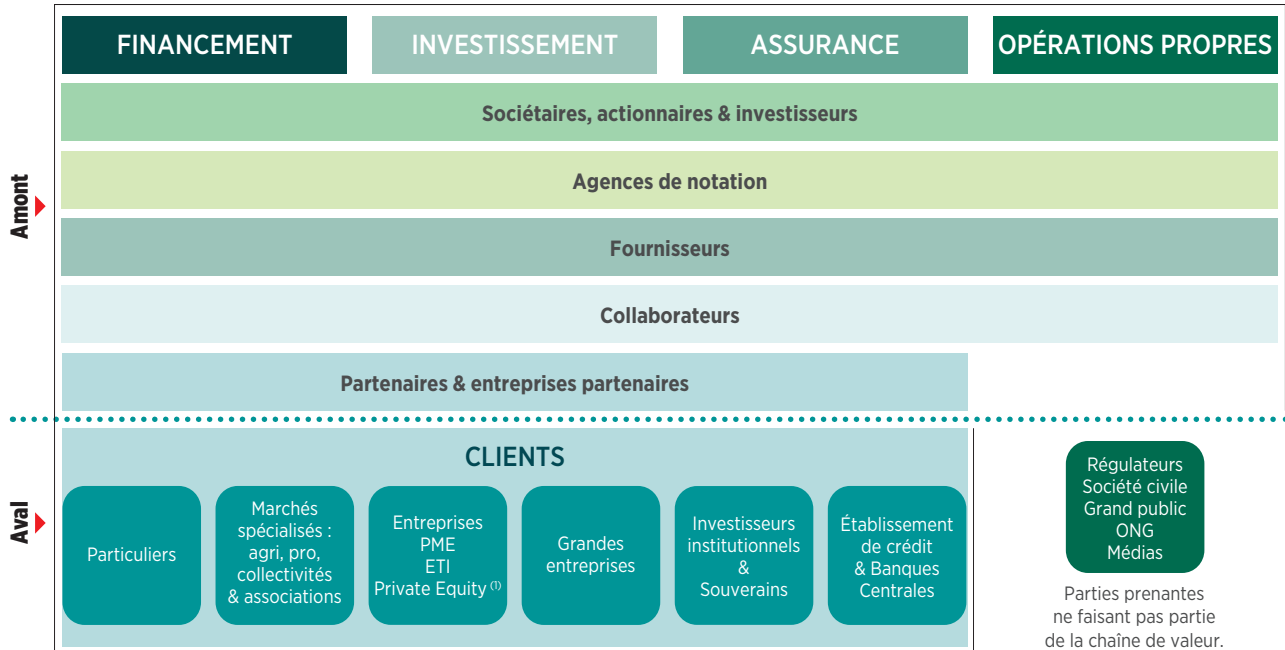 FINANCEMENT
INVESTISSEMENT
ASSURANCE
OPÉRATIONS PROPRES
Amont
Sociétaires, actionnaires & investisseurs
Agences de notation
Fournisseurs
Collaborateurs
Partenaires & entreprises partenaires
Aval
CLIENTS
Particuliers
Marchés
spécialisés :
agri, pro,
collectivités
& associations
Entreprises
PME
ETI
Private Equity (1)
Grandes
entreprises
Investisseurs
institutionnels
&
Souverains
Établissement
de crédit
& Banques
Centrales
Régulateurs
Société civile
Grand public
ONG
Médias
Parties prenantes
ne faisant pas partie
de la chaîne de valeur.